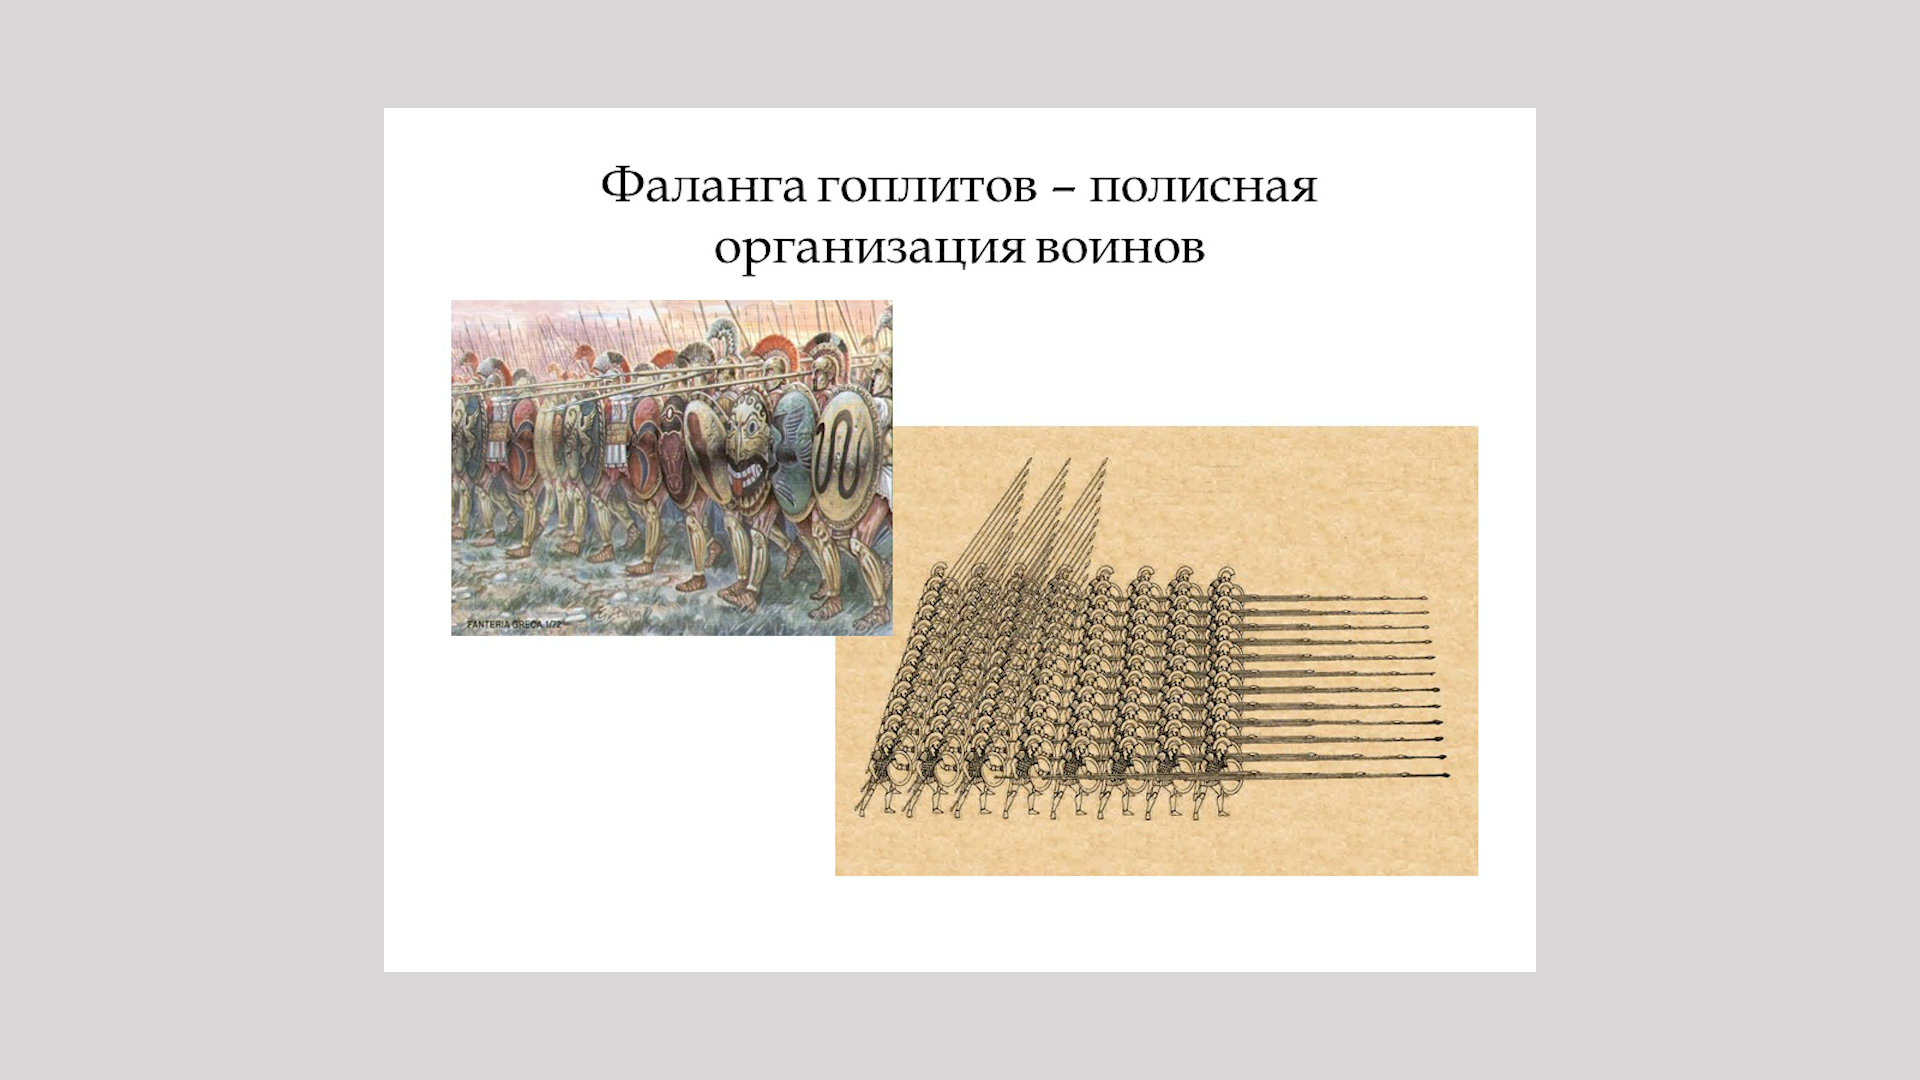 Фаланга гоплитов – полисная
организация воинов
FANTERIA GRECA 1/72